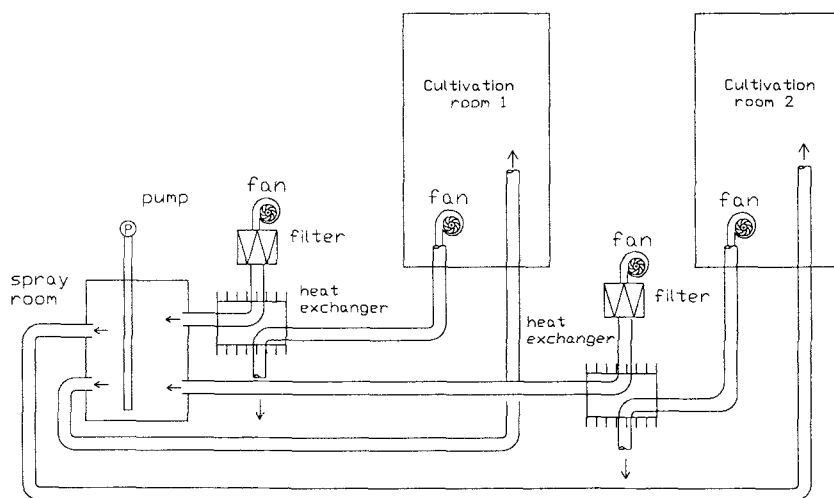 Cultivation
room 1
Cultivation
room 2
fan
fan
fan
pump
fan
filter
P
spray
room
heat
exchanger
filter
heat
exchanger